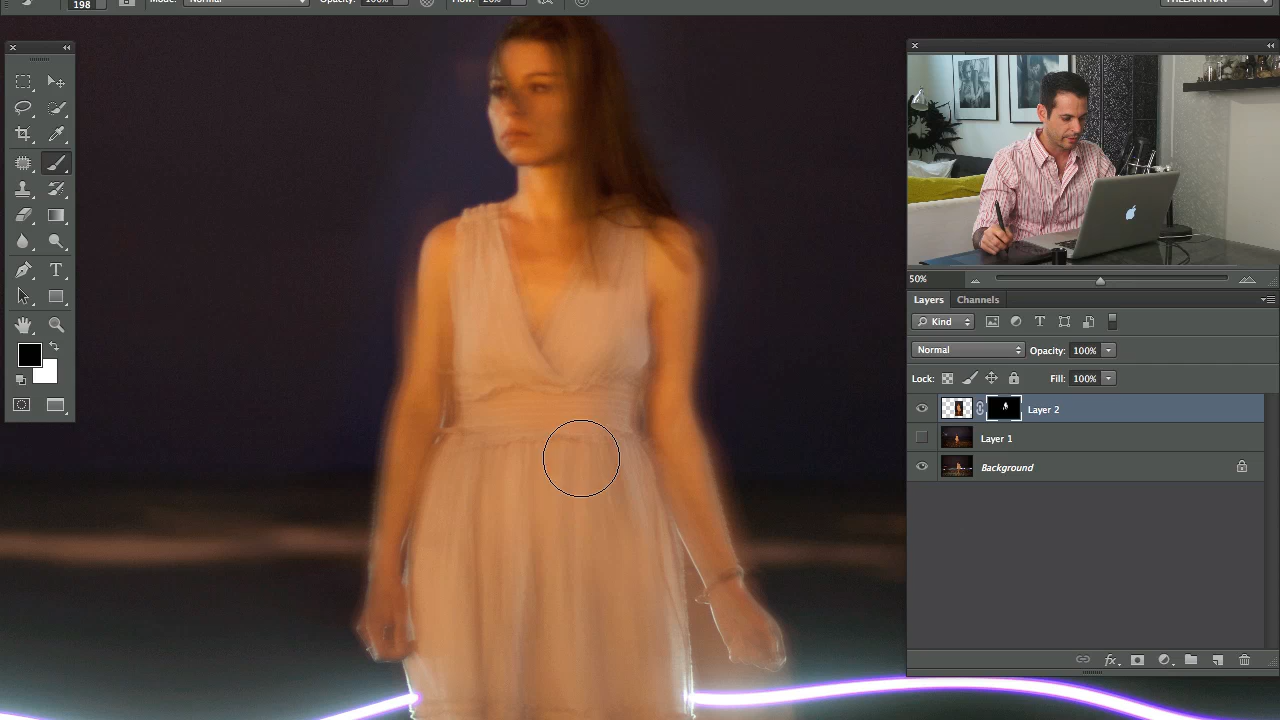 198
Mode:
Normal
Opacity:
100%
Flow:
50%
Layers
Channels
Kind
Normal
Opacity:
100%
Lock:
Fill:
100%
Layer 2
Layer 1
Background